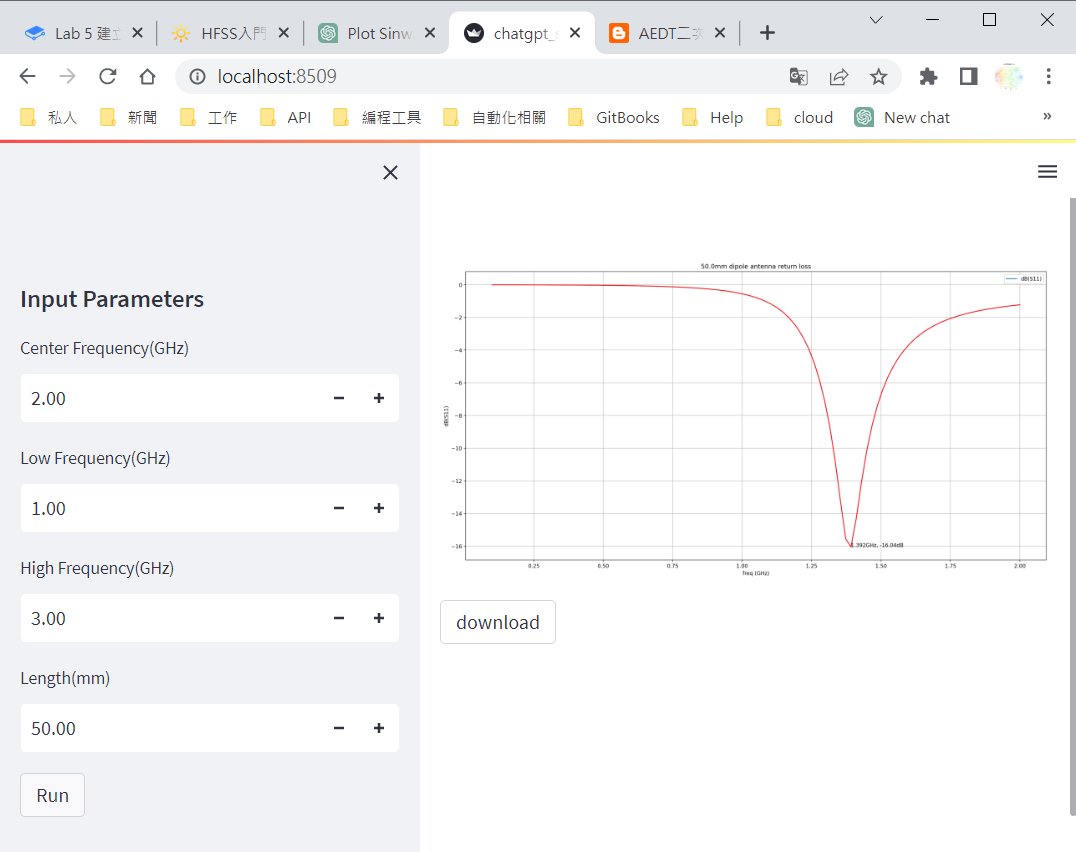 Lab 5 建立
HFSS入門
Plot Sinw
chatgpt_s
AEDT二次
localhost:8509
私人
新聞
工作
API
編程工具
自動化相關
GitBooks
Help
cloud
New chat
»
Input Parameters
Center Frequency(GHz)
2.00
Low Frequency(GHz)
1.00
High Frequency(GHz)
3.00
Length(mm)
50.00
Run
50.0mm dipole antenna return loss
dB(S11)
dB(S11)
0
−2
−4
−6
−8
−10
−12
−14
−16
1.392GHz, -16.04dB
0.25
0.50
0.75
1.00
1.25
1.50
1.75
2.00
freq (GHz)
download